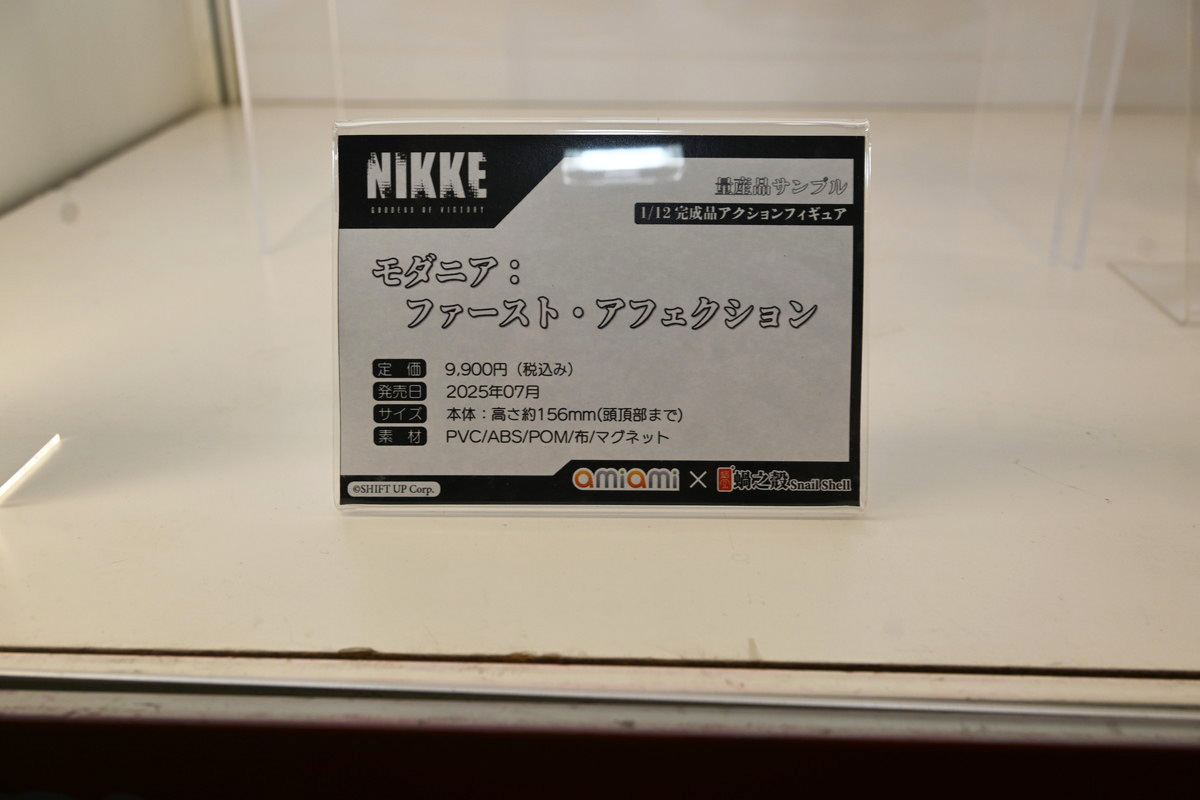 NIKKE
GODDESS OF VICTORY
量産品サンプル
1/12 完成品アクションフィギュア
モダニア：
ファースト・アフェクション
定価 9,900円（税込み）
発売日 2025年07月
サイズ 本体：高さ約156mm(頭頂部まで)
素材 PVC/ABS/POM/布/マグネット
©SHIFT UP Corp.
amiami × 蝸之殼 Snail Shell